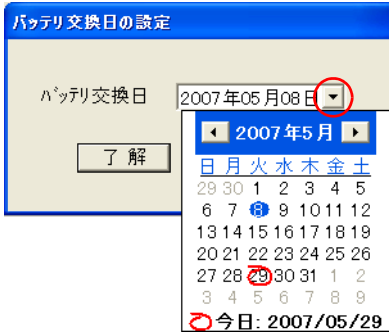 バッテリ交換日の設定
バッテリ交換日 2007年05月08日
了解
2007年5月
日 月 火 水 木 金 土
29 30 1 2 3 4 5
6 7 8 9 10 11 12
13 14 15 16 17 18 19
20 21 22 23 24 25 26
27 28 29 30 31 1 2
3 4 5 6 7 8 9
今日: 2007/05/29